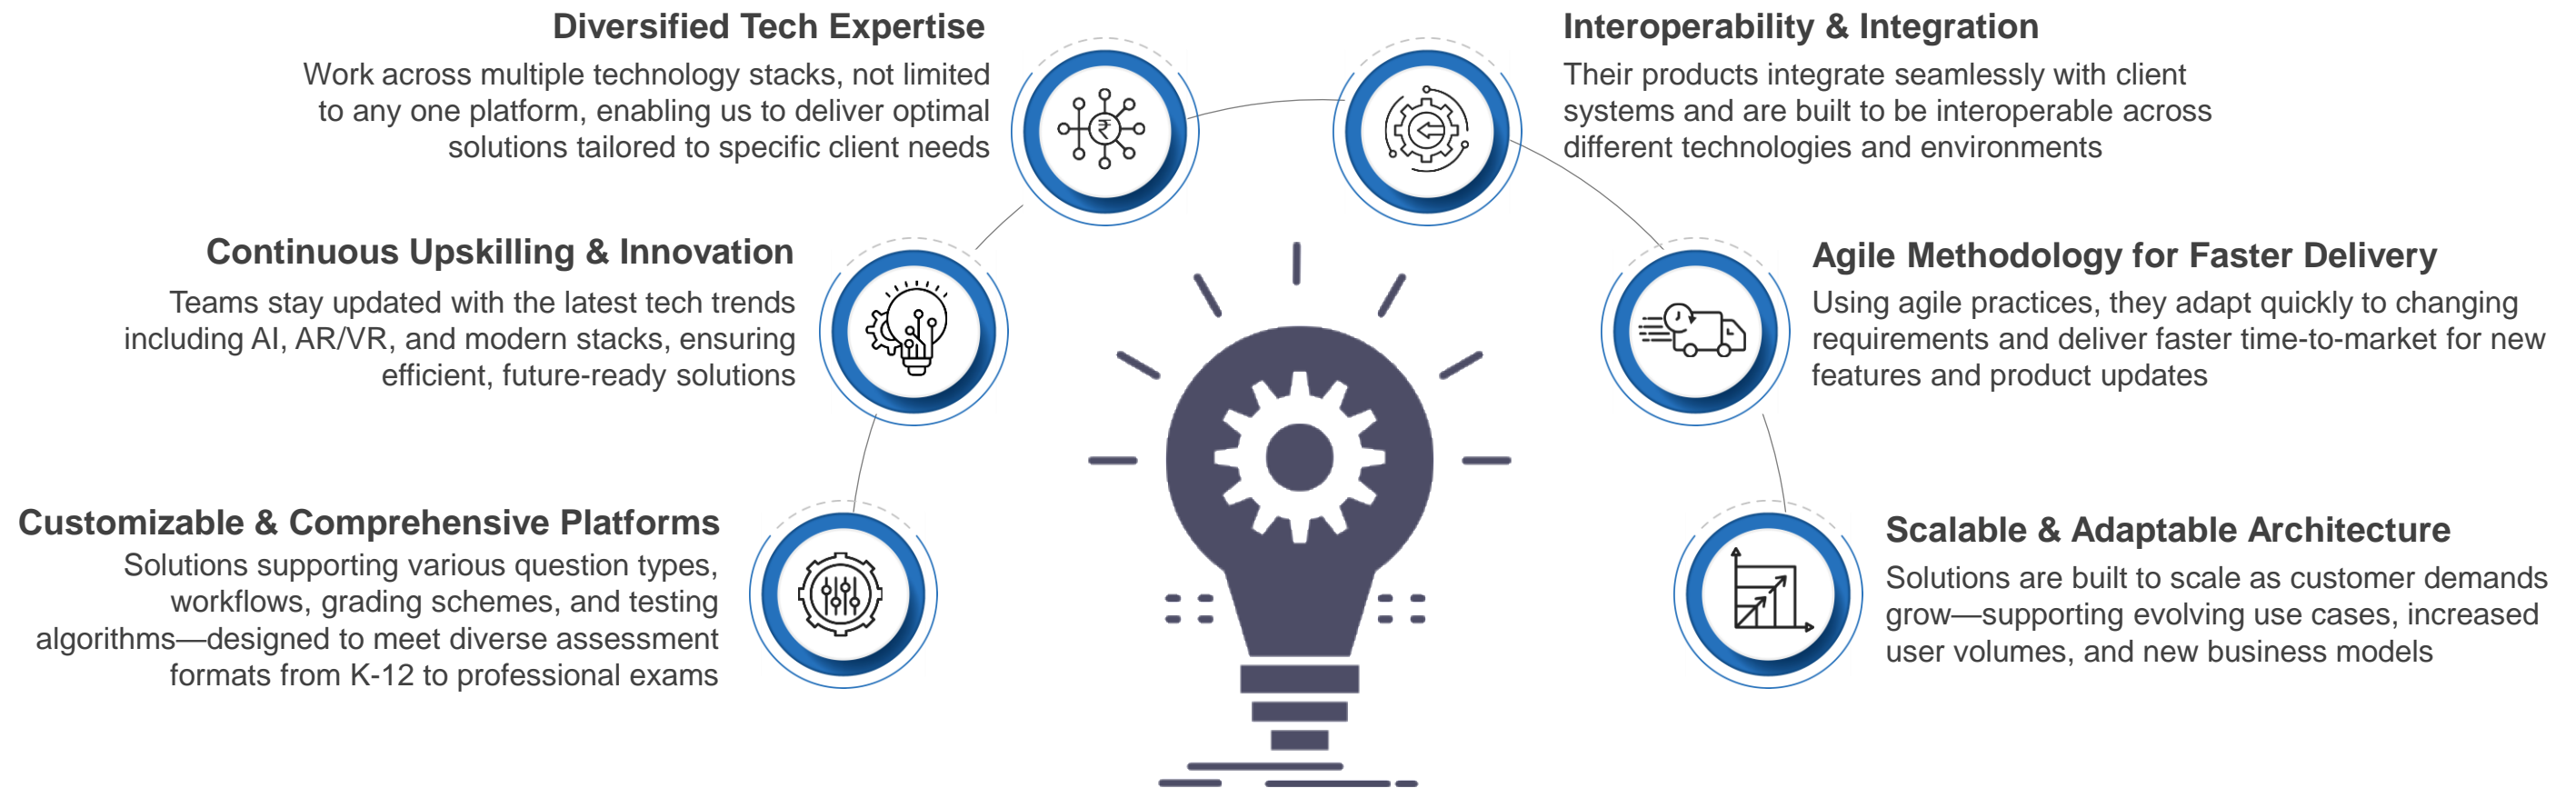 Diversified Tech Expertise
Work across multiple technology stacks, not limited
to any one platform, enabling us to deliver optimal
solutions tailored to specific client needs
Interoperability & Integration
Their products integrate seamlessly with client
systems and are built to be interoperable across
different technologies and environments
Continuous Upskilling & Innovation
Teams stay updated with the latest tech trends
including AI, AR/VR, and modern stacks, ensuring
efficient, future-ready solutions
Agile Methodology for Faster Delivery
Using agile practices, they adapt quickly to changing
requirements and deliver faster time-to-market for new
features and product updates
Customizable & Comprehensive Platforms
Solutions supporting various question types,
workflows, grading schemes, and testing
algorithms—designed to meet diverse assessment
formats from K-12 to professional exams
Scalable & Adaptable Architecture
Solutions are built to scale as customer demands
grow—supporting evolving use cases, increased
user volumes, and new business models
₹